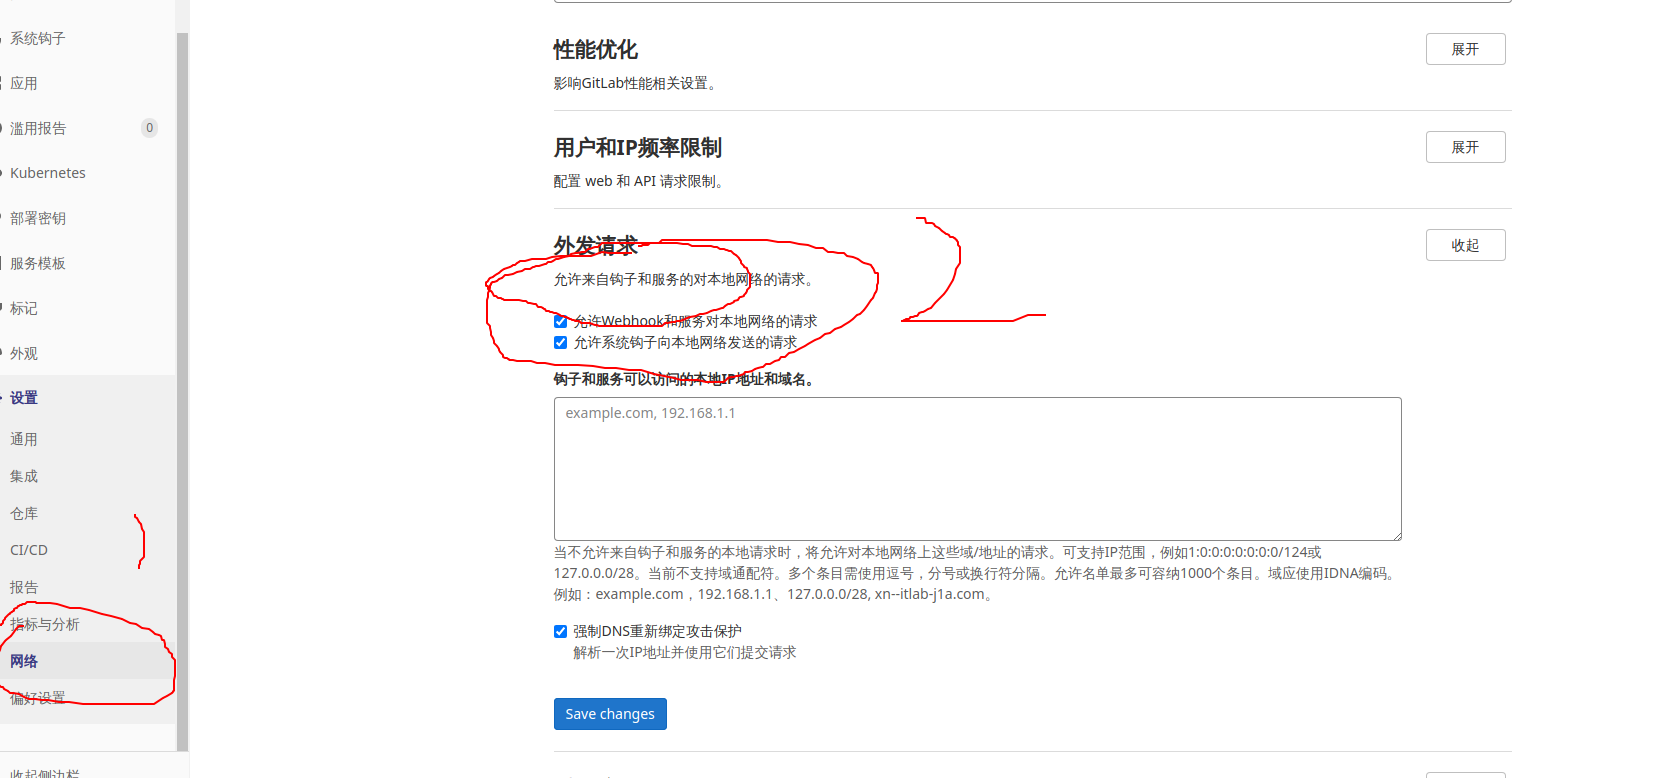 系统钩子
应用
滥用报告 0
Kubernetes
部署密钥
服务模板
标记
外观
设置
通用
集成
仓库
CI/CD
报告
指标与分析
网络
偏好设置
收起侧边栏
性能优化
展开
影响GitLab性能相关设置。
用户和IP频率限制
展开
配置 web 和 API 请求限制。
外发请求
收起
允许来自钩子和服务的对本地网络的请求。
允许Webhook和服务对本地网络的请求
允许系统钩子向本地网络发送的请求
2
钩子和服务可以访问的本地IP地址和域名。
example.com, 192.168.1.1
当不允许来自钩子和服务的本地请求时，将允许对本地网络上这些域/地址的请求。可支持IP范围，例如1:0:0:0:0:0:0:0/124或
127.0.0.0/28。当前不支持域通配符。多个条目需使用逗号，分号或换行符分隔。允许名单最多可容纳1000个条目。域应使用IDNA编码。
例如：example.com，192.168.1.1、127.0.0.0/28, xn--itlab-j1a.com。
强制DNS重新绑定攻击保护
解析一次IP地址并使用它们提交请求
Save changes